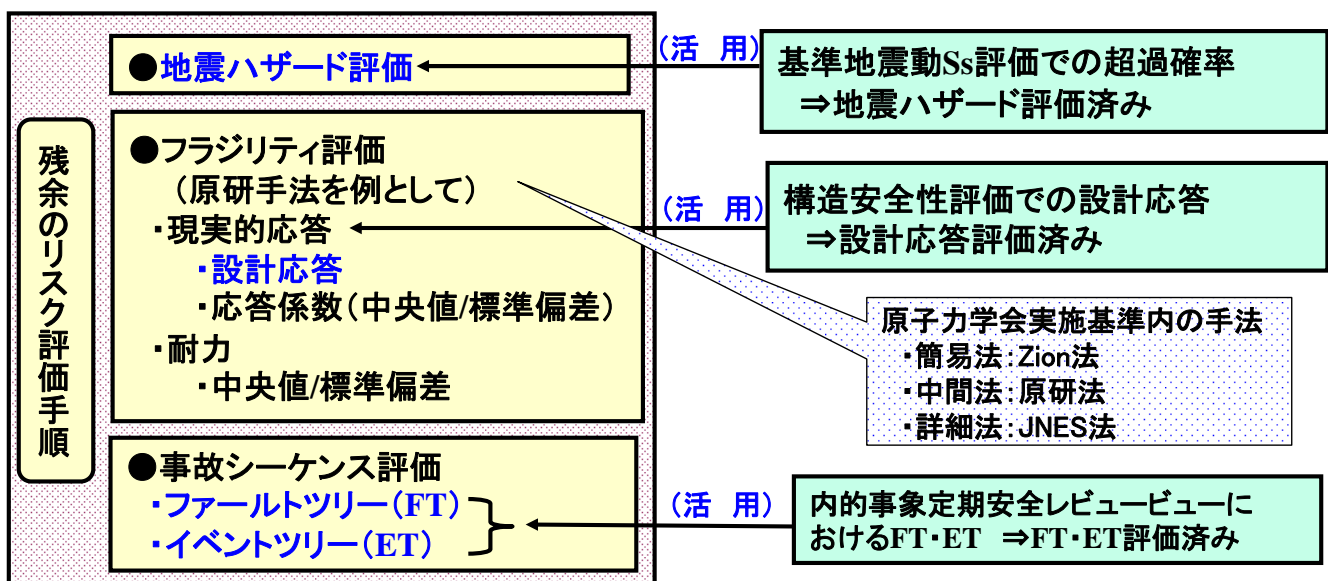 残余のリスク評価手順
●地震ハザード評価
(活 用)
基準地震動Ss評価での超過確率
⇒地震ハザード評価済み
●フラジリティ評価
(原研手法を例として)
・現実的応答
・設計応答
・応答係数(中央値/標準偏差)
・耐力
・中央値/標準偏差
(活 用)
構造安全性評価での設計応答
⇒設計応答評価済み
原子力学会実施基準内の手法
・簡易法:Zion法
・中間法:原研法
・詳細法:JNES法
●事故シーケンス評価
・ファールトツリー(FT)
・イベントツリー(ET)
(活 用)
内的事象定期安全レビュービューに
おけるFT・ET ⇒FT・ET評価済み